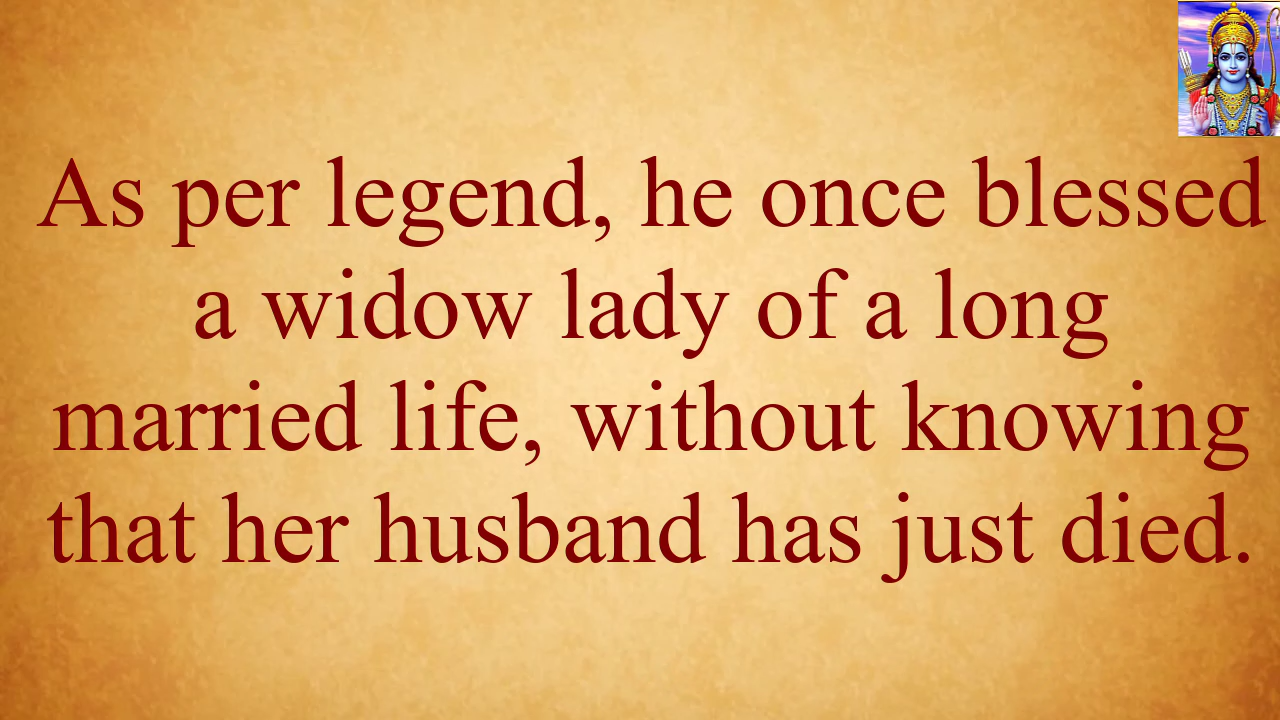 As per legend, he once blessed
a widow lady of a long
married life, without knowing
that her husband has just died.